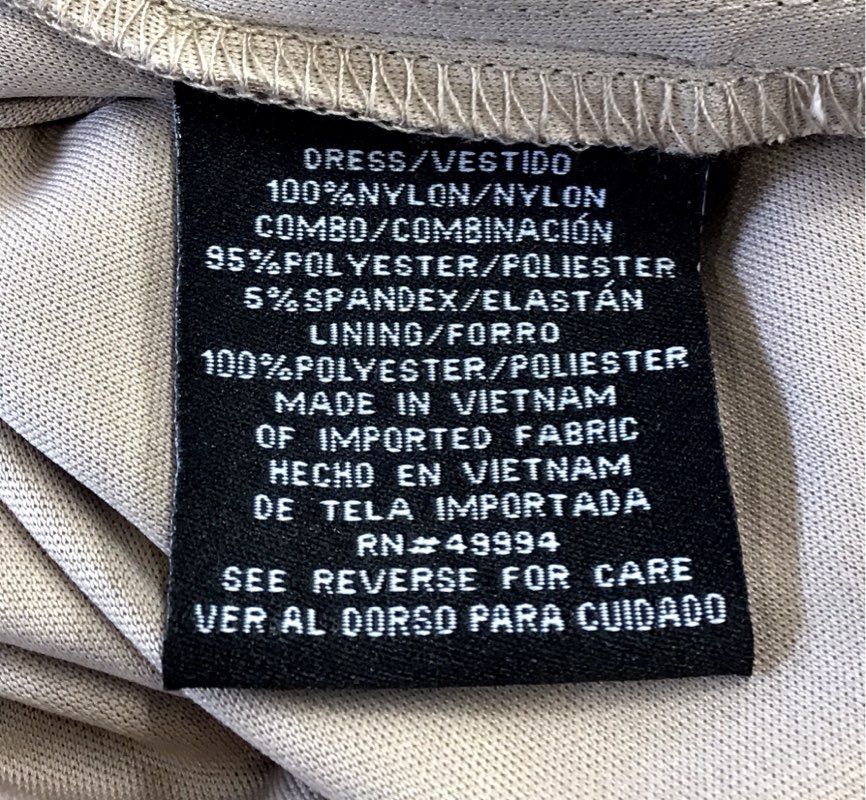 DRESS/VESTIDO
100%NYLON/NYLON
COMBO/COMBINACIÓN
95%POLYESTER/POLIESTER
5%SPANDEX/ELASTÁN
LINING/FORRO
100%POLYESTER/POLIESTER
MADE IN VIETNAM
OF IMPORTED FABRIC
HECHO EN VIETNAM
DE TELA IMPORTADA
RN#49994
SEE REVERSE FOR CARE
VER AL DORSO PARA CUIDADO